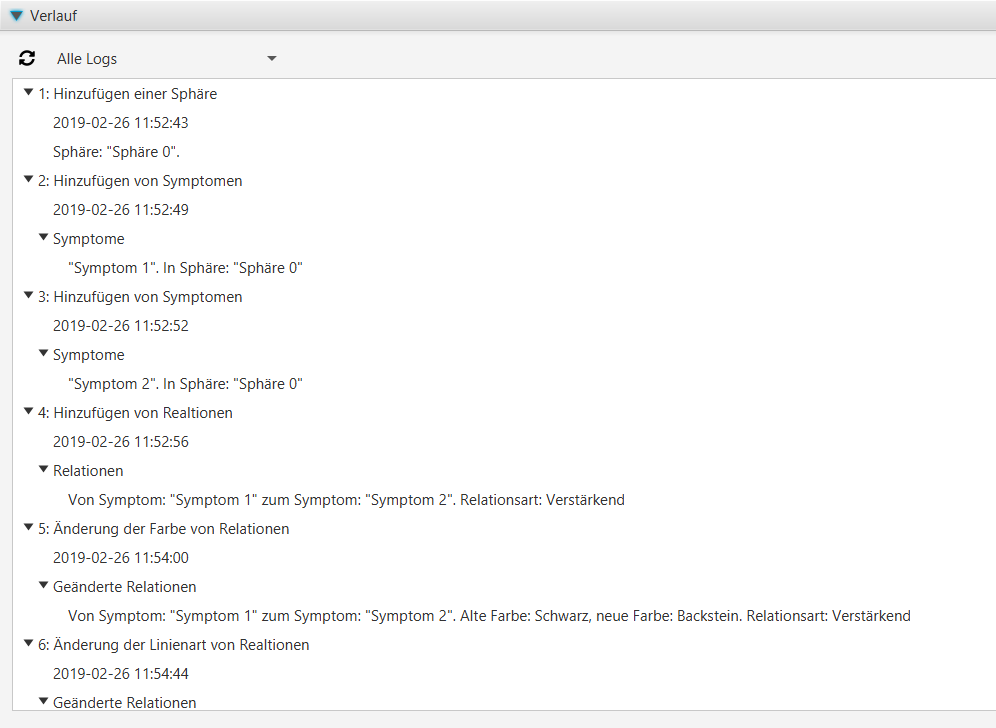 Verlauf
Alle Logs
1: Hinzufügen einer Sphäre
2019-02-26 11:52:43
Sphäre: "Sphäre 0".
2: Hinzufügen von Symptomen
2019-02-26 11:52:49
Symptome
"Symptom 1". In Sphäre: "Sphäre 0"
3: Hinzufügen von Symptomen
2019-02-26 11:52:52
Symptome
"Symptom 2". In Sphäre: "Sphäre 0"
4: Hinzufügen von Realtionen
2019-02-26 11:52:56
Relationen
Von Symptom: "Symptom 1" zum Symptom: "Symptom 2". Relationsart: Verstärkend
5: Änderung der Farbe von Relationen
2019-02-26 11:54:00
Geänderte Relationen
Von Symptom: "Symptom 1" zum Symptom: "Symptom 2". Alte Farbe: Schwarz, neue Farbe: Backstein. Relationsart: Verstärkend
6: Änderung der Linienart von Realtionen
2019-02-26 11:54:44
Geänderte Relationen